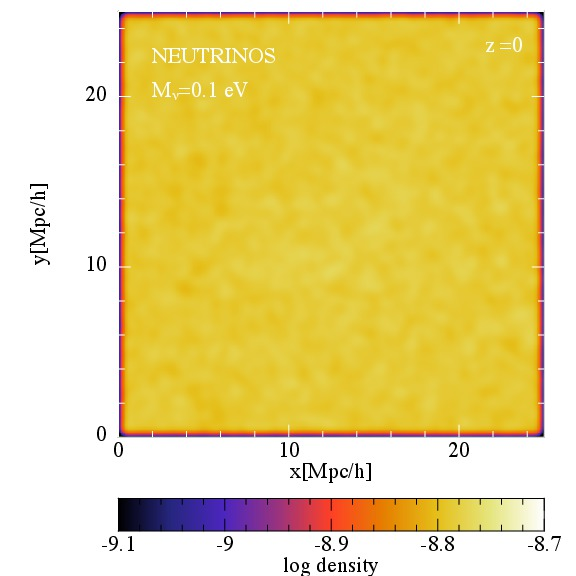 NEUTRINOS
z =0
Mν=0.1 eV
20
10
0
y[Mpc/h]
0 10 20
x[Mpc/h]
-9.1 -9 -8.9 -8.8 -8.7
log density